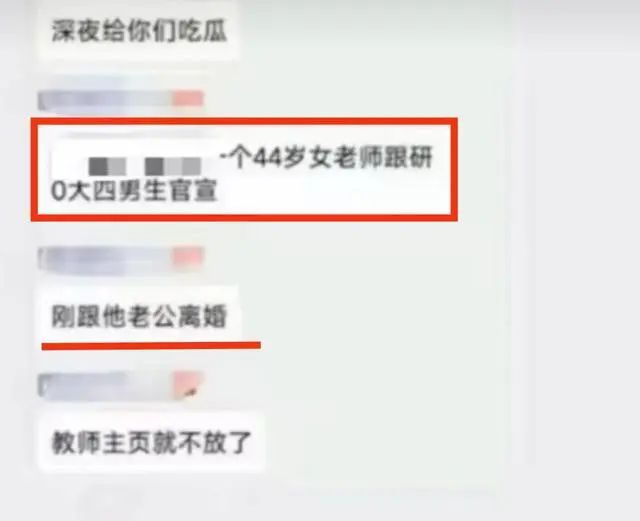 深夜给你们吃瓜
一个44岁女老师跟研
0大四男生官宣
刚跟他老公离婚
教师主页就不放了